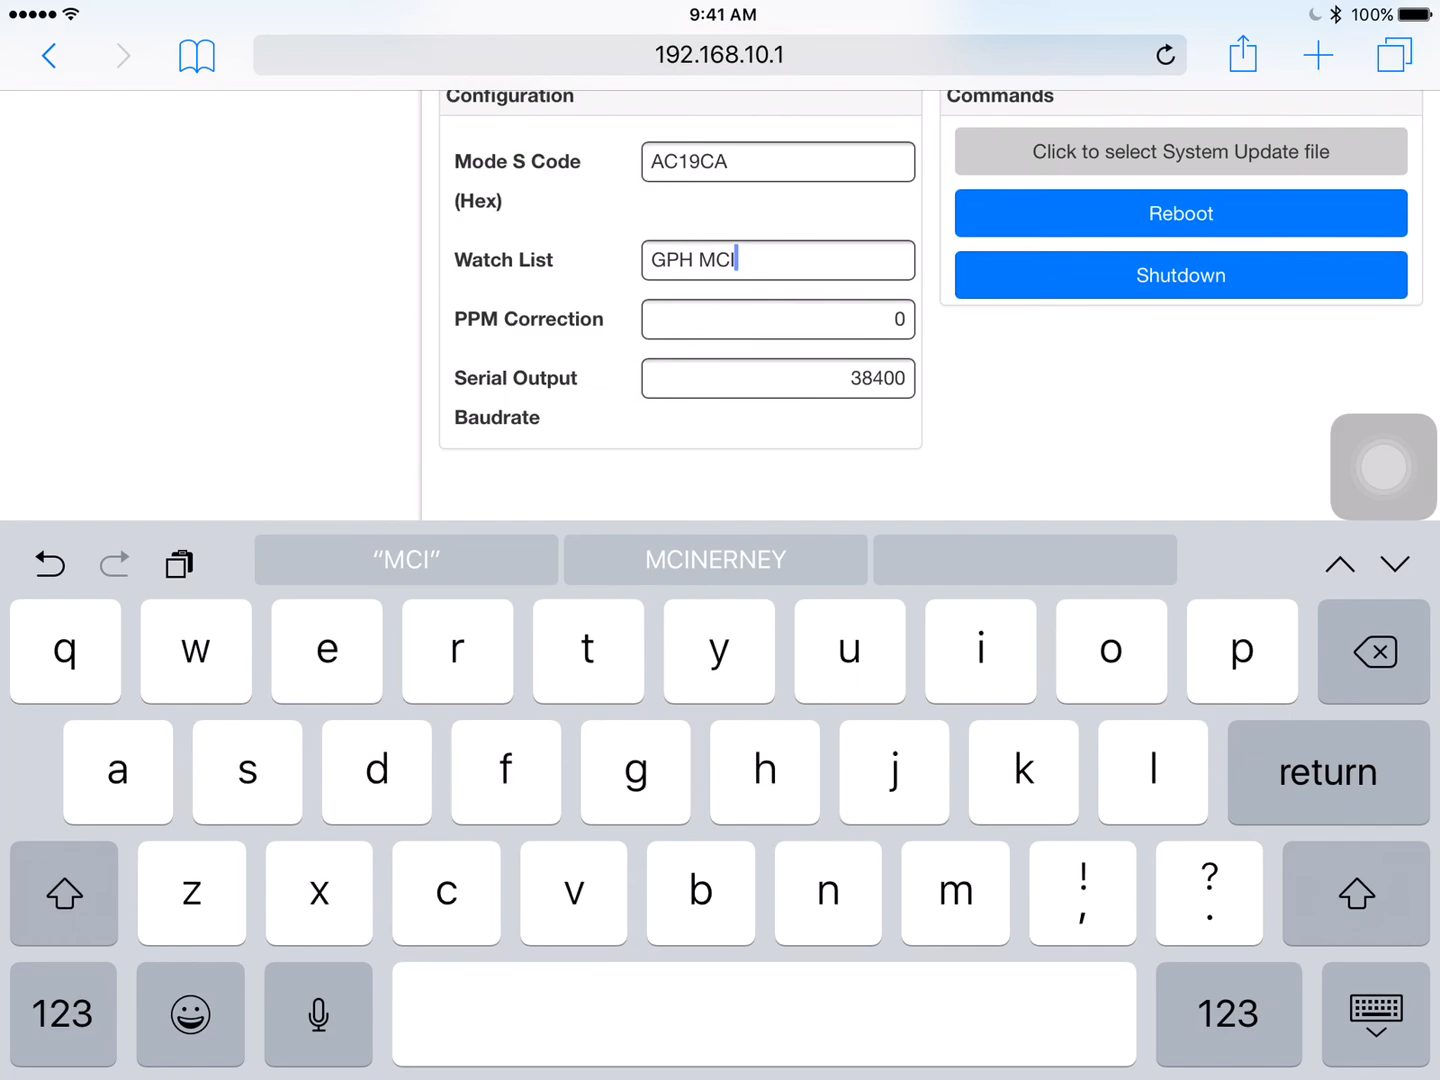 9:41 AM
100%
192.168.10.1
Configuration
Commands
Mode S Code
(Hex)
AC19CA
Click to select System Update file
Reboot
Watch List
GPH MCI
Shutdown
PPM Correction
0
Serial Output
Baudrate
38400
“MCI”
MCINERNEY
q w e r t y u i o p
a s d f g h j k l return
z x c v b n m ! , ? .
123 123